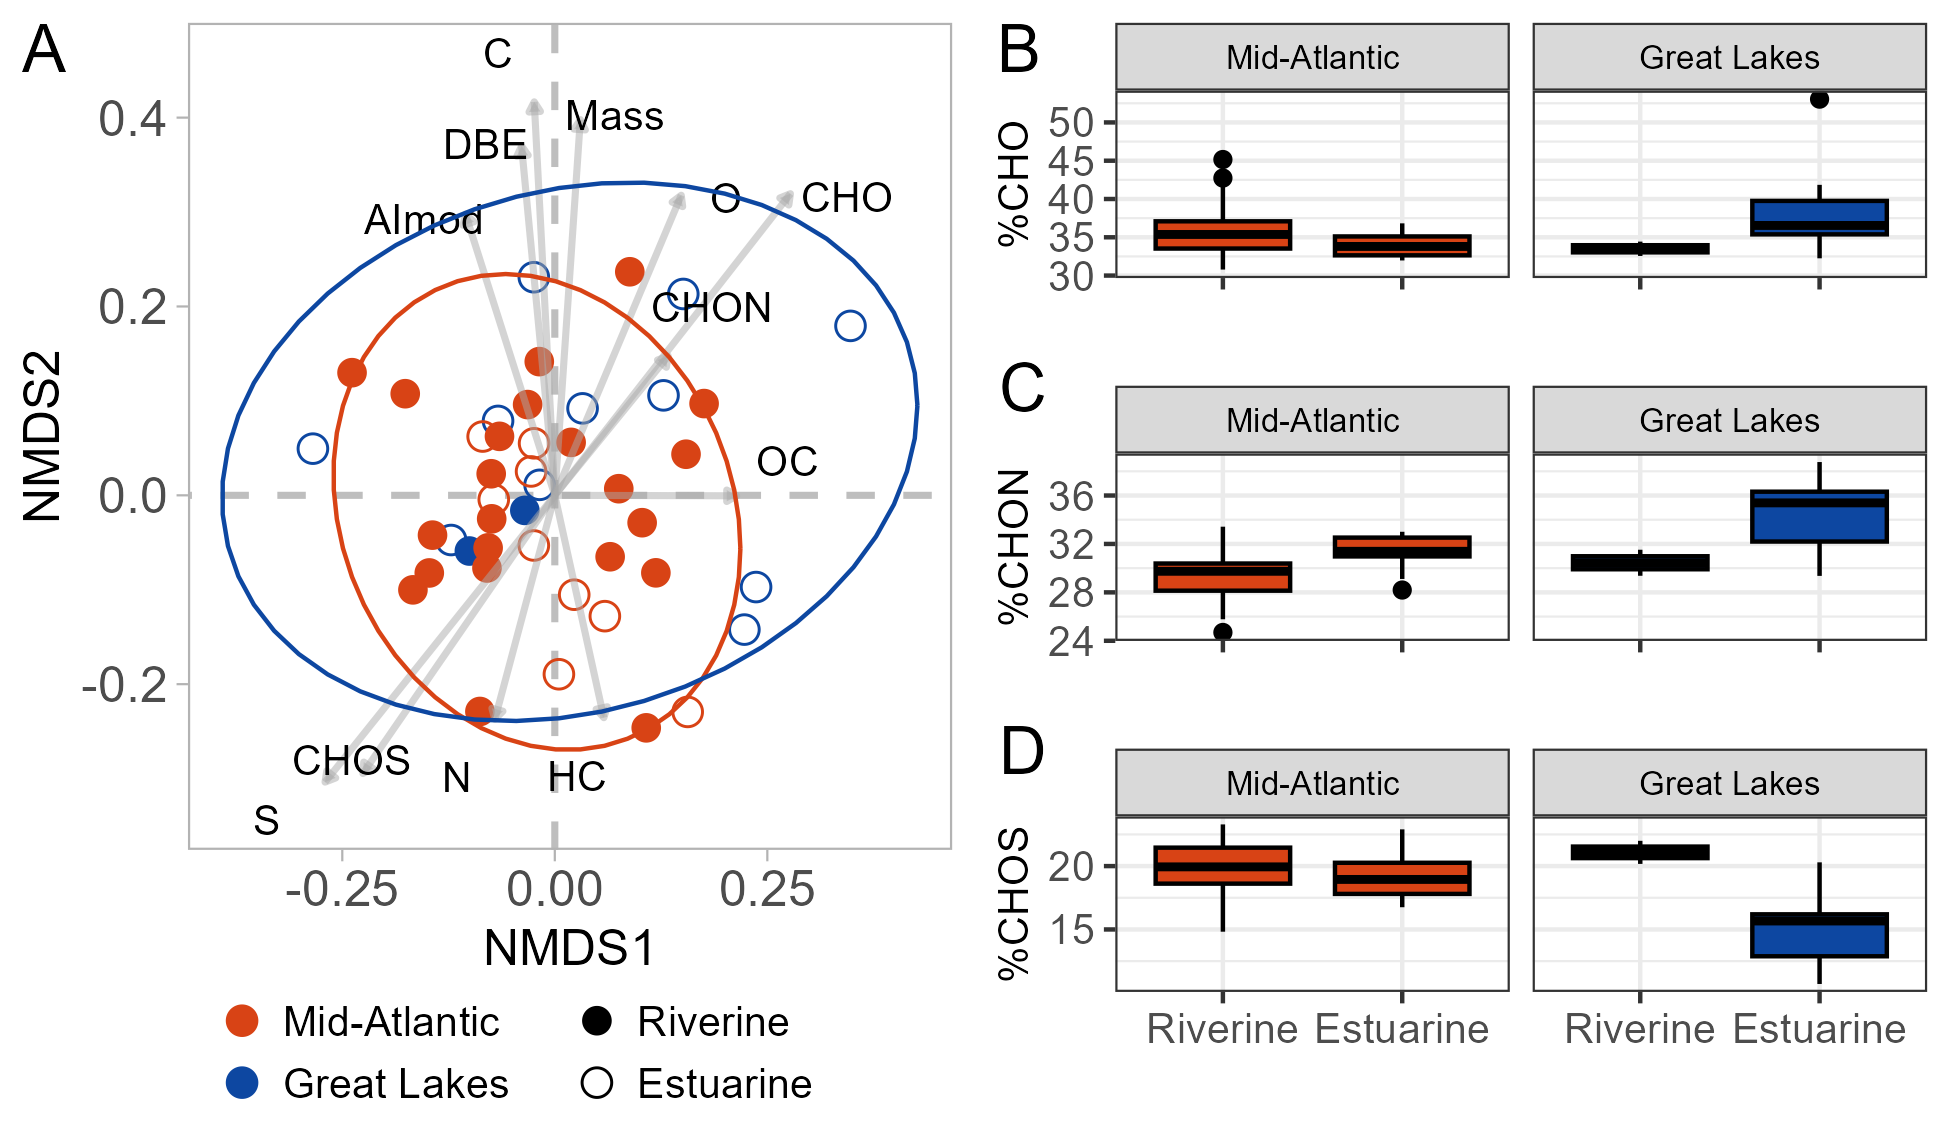 A
C
Mass
DBE
O
CHO
AImod
CHON
OC
CHOS
N
HC
S
0.4
0.2
0.0
-0.2
NMDS2
-0.25
0.00
0.25
NMDS1
Mid-Atlantic
Riverine
Great Lakes
Estuarine
B
Mid-Atlantic
Great Lakes
%CHO
50
45
40
35
30
C
Mid-Atlantic
Great Lakes
%CHON
36
32
28
24
D
Mid-Atlantic
Great Lakes
%CHOS
20
15
Riverine
Estuarine
Riverine
Estuarine